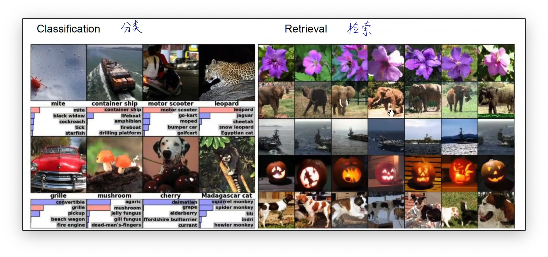 Classification 分类
Retrieval 检索
mite
container ship
motor scooter
leopard
mite
black widow
cockroach
tick
starfish
container ship
lifeboat
amphibian
fireboat
drilling platform
motor scooter
go-kart
moped
bumper car
golfcart
leopard
jaguar
cheetah
snow leopard
Egyptian cat
grille
mushroom
cherry
Madagascar cat
convertible
grille
pickup
beach wagon
fire engine
agaric
mushroom
jelly fungus
gill fungus
dead-man's-fingers
dalmatian
grape
elderberry
ffordshire bullterrier
currant
squirrel monkey
spider monkey
titi
indri
howler monkey